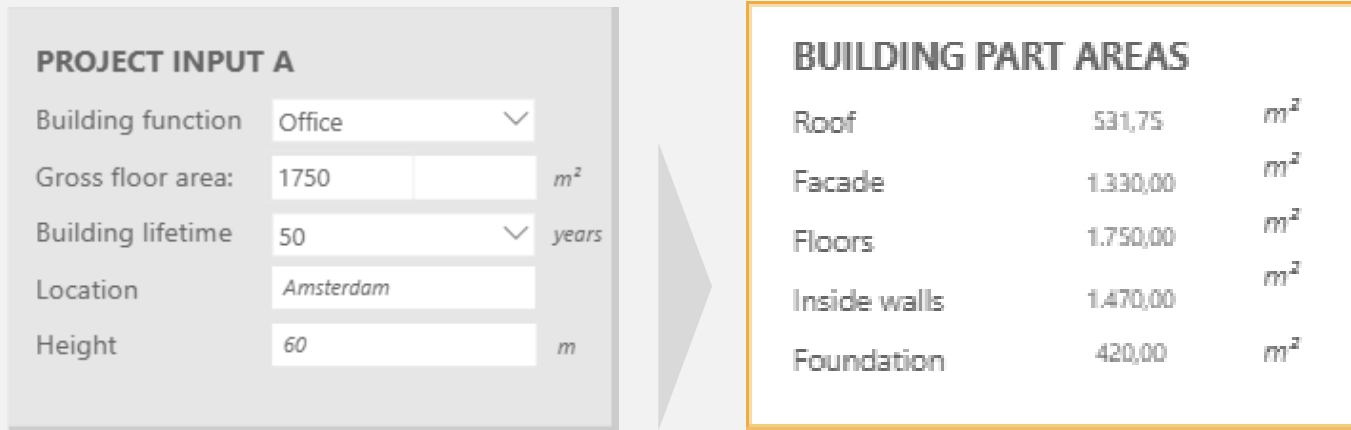 PROJECT INPUT A
Building function Office
Gross floor area: 1750 m²
Building lifetime 50 years
Location Amsterdam
Height 60 m
BUILDING PART AREAS
Roof 531,75 m²
Facade 1.330,00 m²
Floors 1.750,00 m²
Inside walls 1.470,00 m²
Foundation 420,00 m²